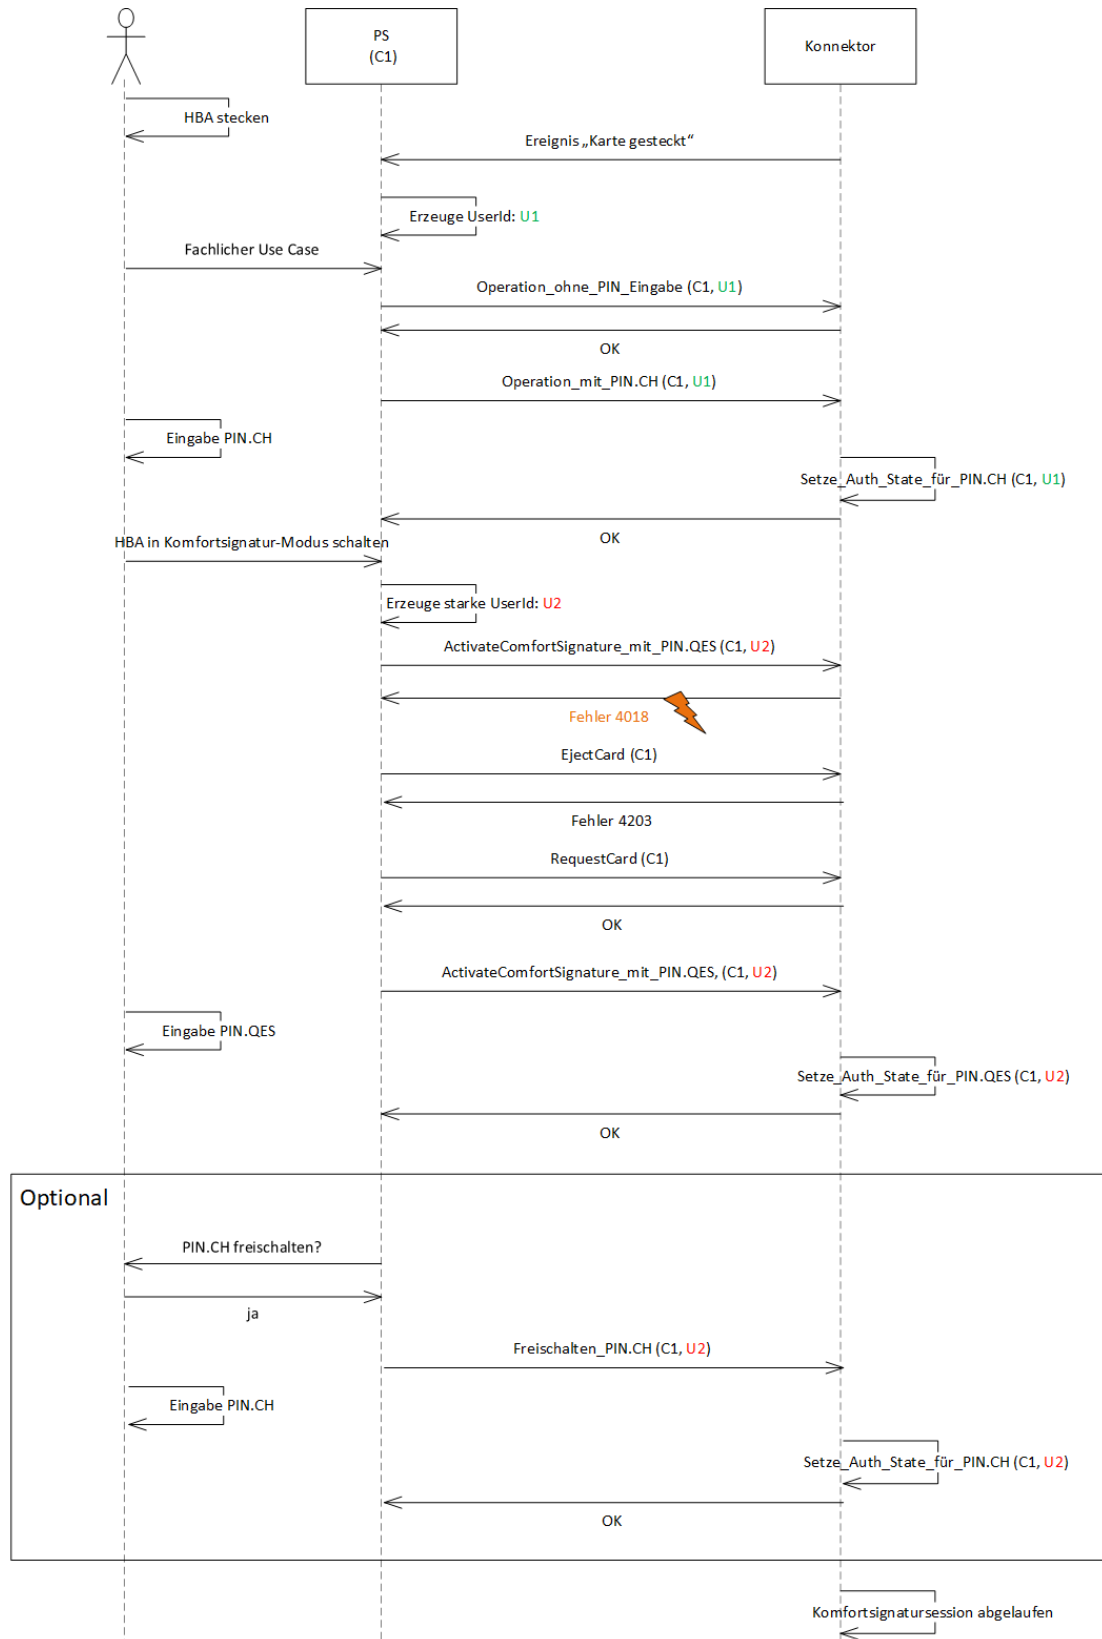 PS
(C1)
Konnektor
HBA stecken
Ereignis „Karte gesteckt“
Erzeuge UserId: U1
Fachlicher Use Case
Operation_ohne_PIN_Eingabe (C1, U1)
OK
Operation_mit_PIN.CH (C1, U1)
Eingabe PIN.CH
Setze_Auth_State_für_PIN.CH (C1, U1)
OK
HBA in Komfortsignatur-Modus schalten
Erzeuge starke UserId: U2
ActivateComfortSignature_mit_PIN.QES (C1, U2)
Fehler 4018
EjectCard (C1)
Fehler 4203
RequestCard (C1)
OK
ActivateComfortSignature_mit_PIN.QES, (C1, U2)
Eingabe PIN.QES
Setze_Auth_State_für_PIN.QES (C1, U2)
OK
Optional
PIN.CH freischalten?
ja
Freischalten_PIN.CH (C1, U2)
Eingabe PIN.CH
Setze_Auth_State_für_PIN.CH (C1, U2)
OK
Komfortsignatursession abgelaufen